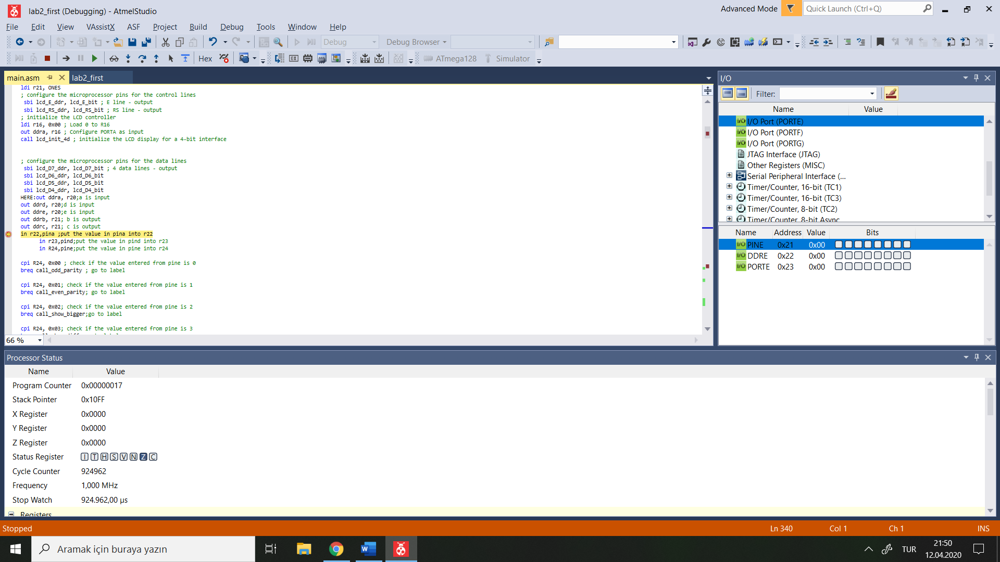 lab2_first (Debugging) - AtmelStudio
Advanced Mode
Quick Launch (Ctrl+Q)
File Edit View VAssistX ASF Project Build Debug Tools Window Help
Debug
Debug Browser
Hex
ATmega128
Simulator
main.asm
lab2_first
ldi r21, ONES
; configure the microprocessor pins for the control lines
sbi lcd_E_ddr, lcd_E_bit ; E line - output
sbi lcd_RS_ddr, lcd_RS_bit ; RS line - output
; initialize the LCD controller
ldi r16, 0x00 ; Load 0 to R16
out ddra, r16 ; Configure PORTA as input
call lcd_init_4d ; initialize the LCD display for a 4-bit interface
; configure the microprocessor pins for the data lines
sbi lcd_D7_ddr, lcd_D7_bit ; 4 data lines - output
sbi lcd_D6_ddr, lcd_D6_bit
sbi lcd_D5_ddr, lcd_D5_bit
sbi lcd_D4_ddr, lcd_D4_bit
HERE:out ddra, r20;a is input
out ddrd, r20;d is input
out ddre, r20;e is input
out ddrb, r21; b is output
out ddrc, r21; c is output
in r22,pina ;put the value in pina into r22
in r23,pind;put the value in pind into r23
in R24,pine;put the value in pine into r24
cpi R24, 0x00 ; check if the value entered from pine is 0
breq call_odd_parity ; go to label
cpi R24, 0x01; check if the value entered from pine is 1
breq call_even_parity; go to label
cpi R24, 0x02; check if the value entered from pine is 2
breq call_show_bigger;go to label
cpi R24, 0x03; check if the value entered from pine is 3
66 %
I/O
Filter:
Name Value
I/O Port (PORTE)
I/O Port (PORTF)
I/O Port (PORTG)
JTAG Interface (JTAG)
Other Registers (MISC)
Serial Peripheral Interface (...
Timer/Counter, 16-bit (TC1)
Timer/Counter, 16-bit (TC3)
Timer/Counter, 8-bit (TC2)
Timer/Counter, 8-bit Async
Name Address Value Bits
I/O PINE 0x21 0x00
I/O DDRE 0x22 0x00
I/O PORTE 0x23 0x00
Processor Status
Name Value
Program Counter 0x00000017
Stack Pointer 0x10FF
X Register 0x0000
Y Register 0x0000
Z Register 0x0000
Status Register I T H S V N Z C
Cycle Counter 924962
Frequency 1,000 MHz
Stop Watch 924.962,00 µs
Registers
Stopped
Ln 340 Col 1 Ch 1 INS
Aramak için buraya yazın
TUR
21:50
12.04.2020